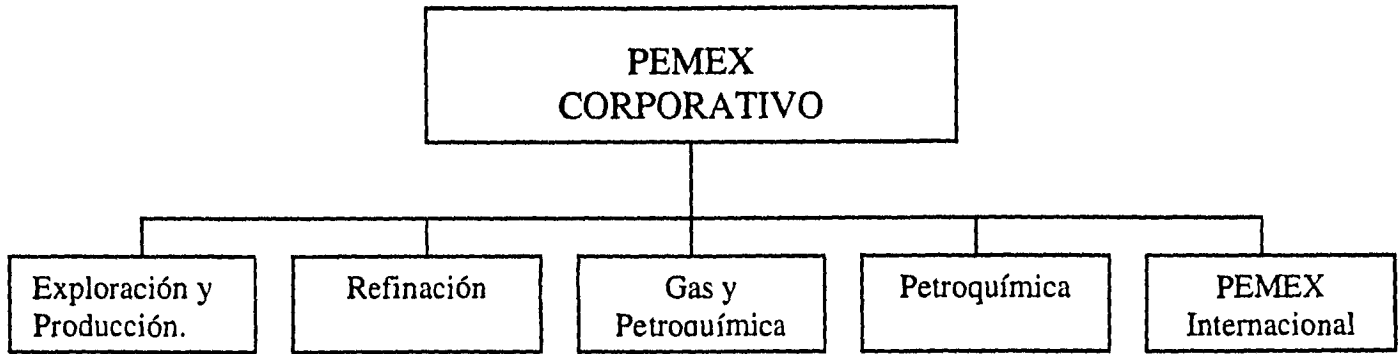 PEMEX
CORPORATIVO
Exploración y
Producción.
Refinación
Gas y
Petroquímica
Petroquímica
PEMEX
Internacional